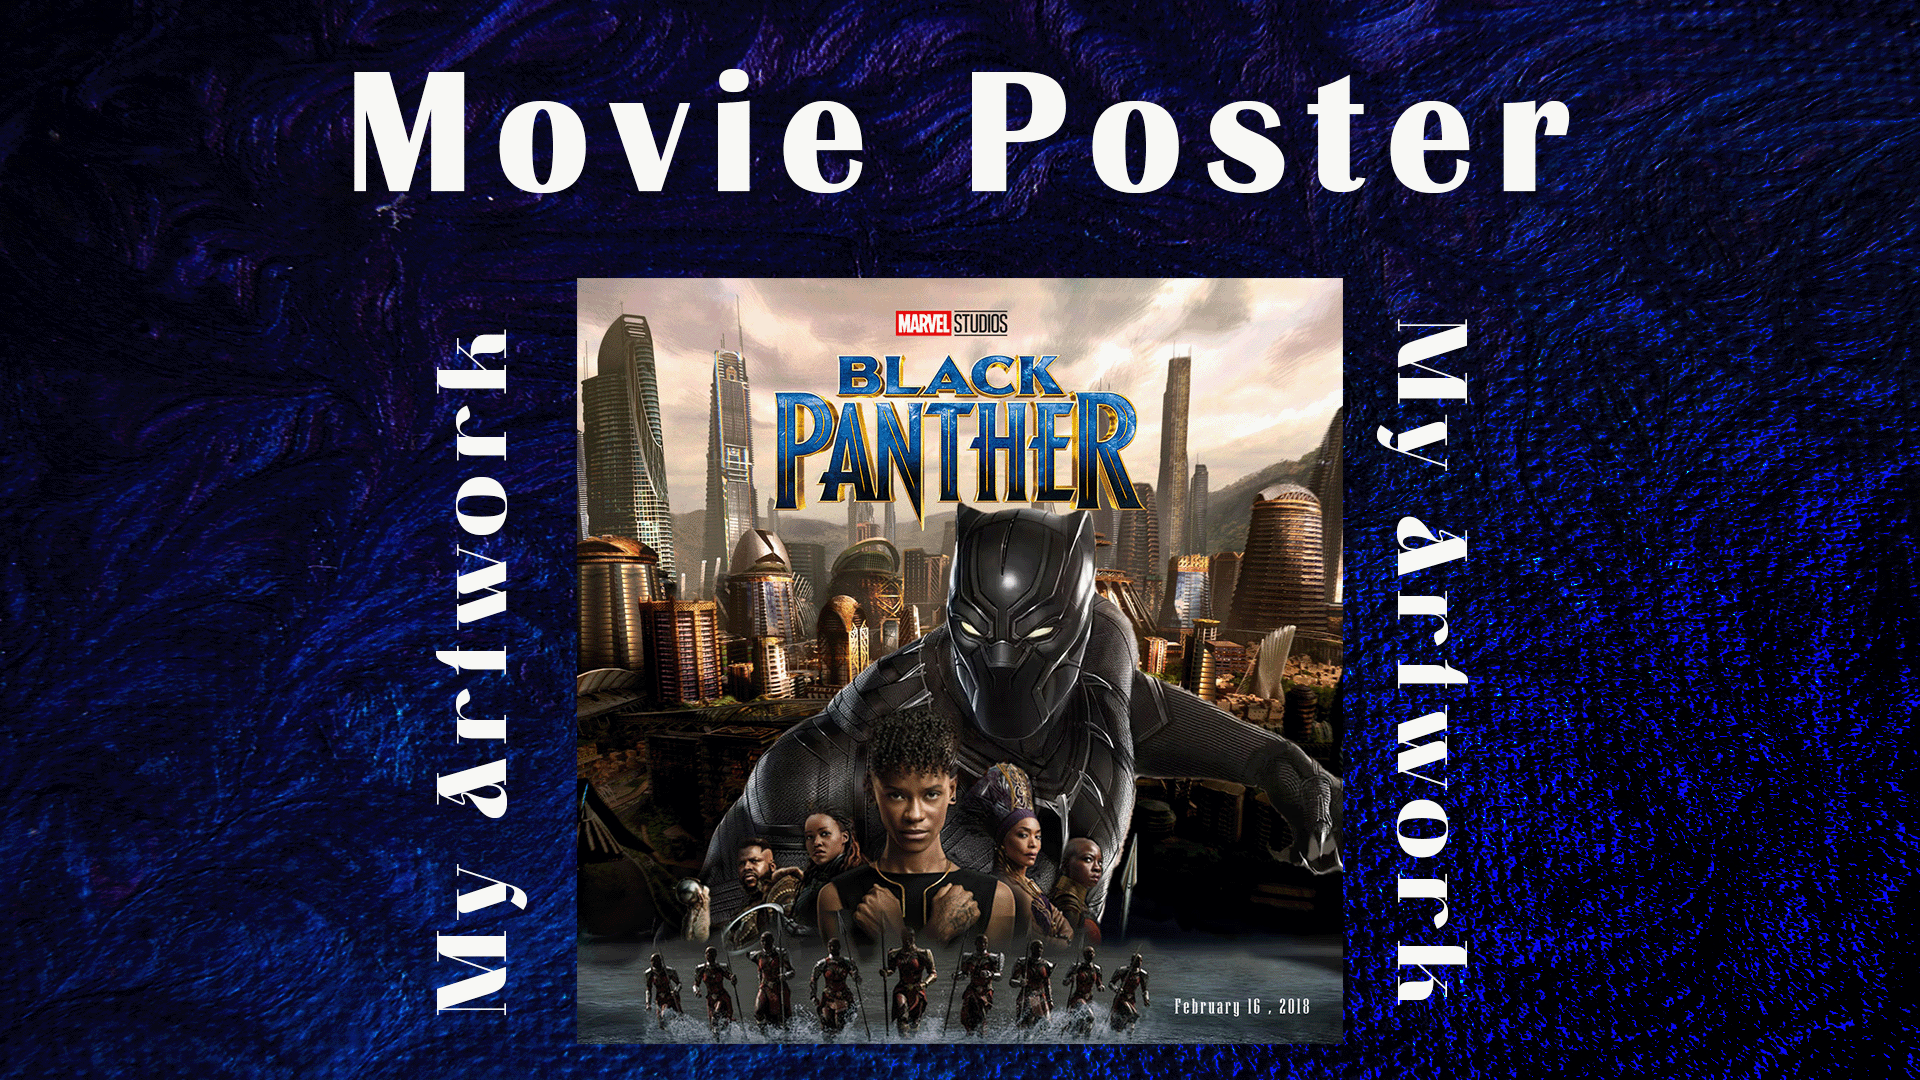 Movie Poster
My Artwork
MARVEL STUDIOS
BLACK
PANTHER
February 16 , 2018
My Artwork